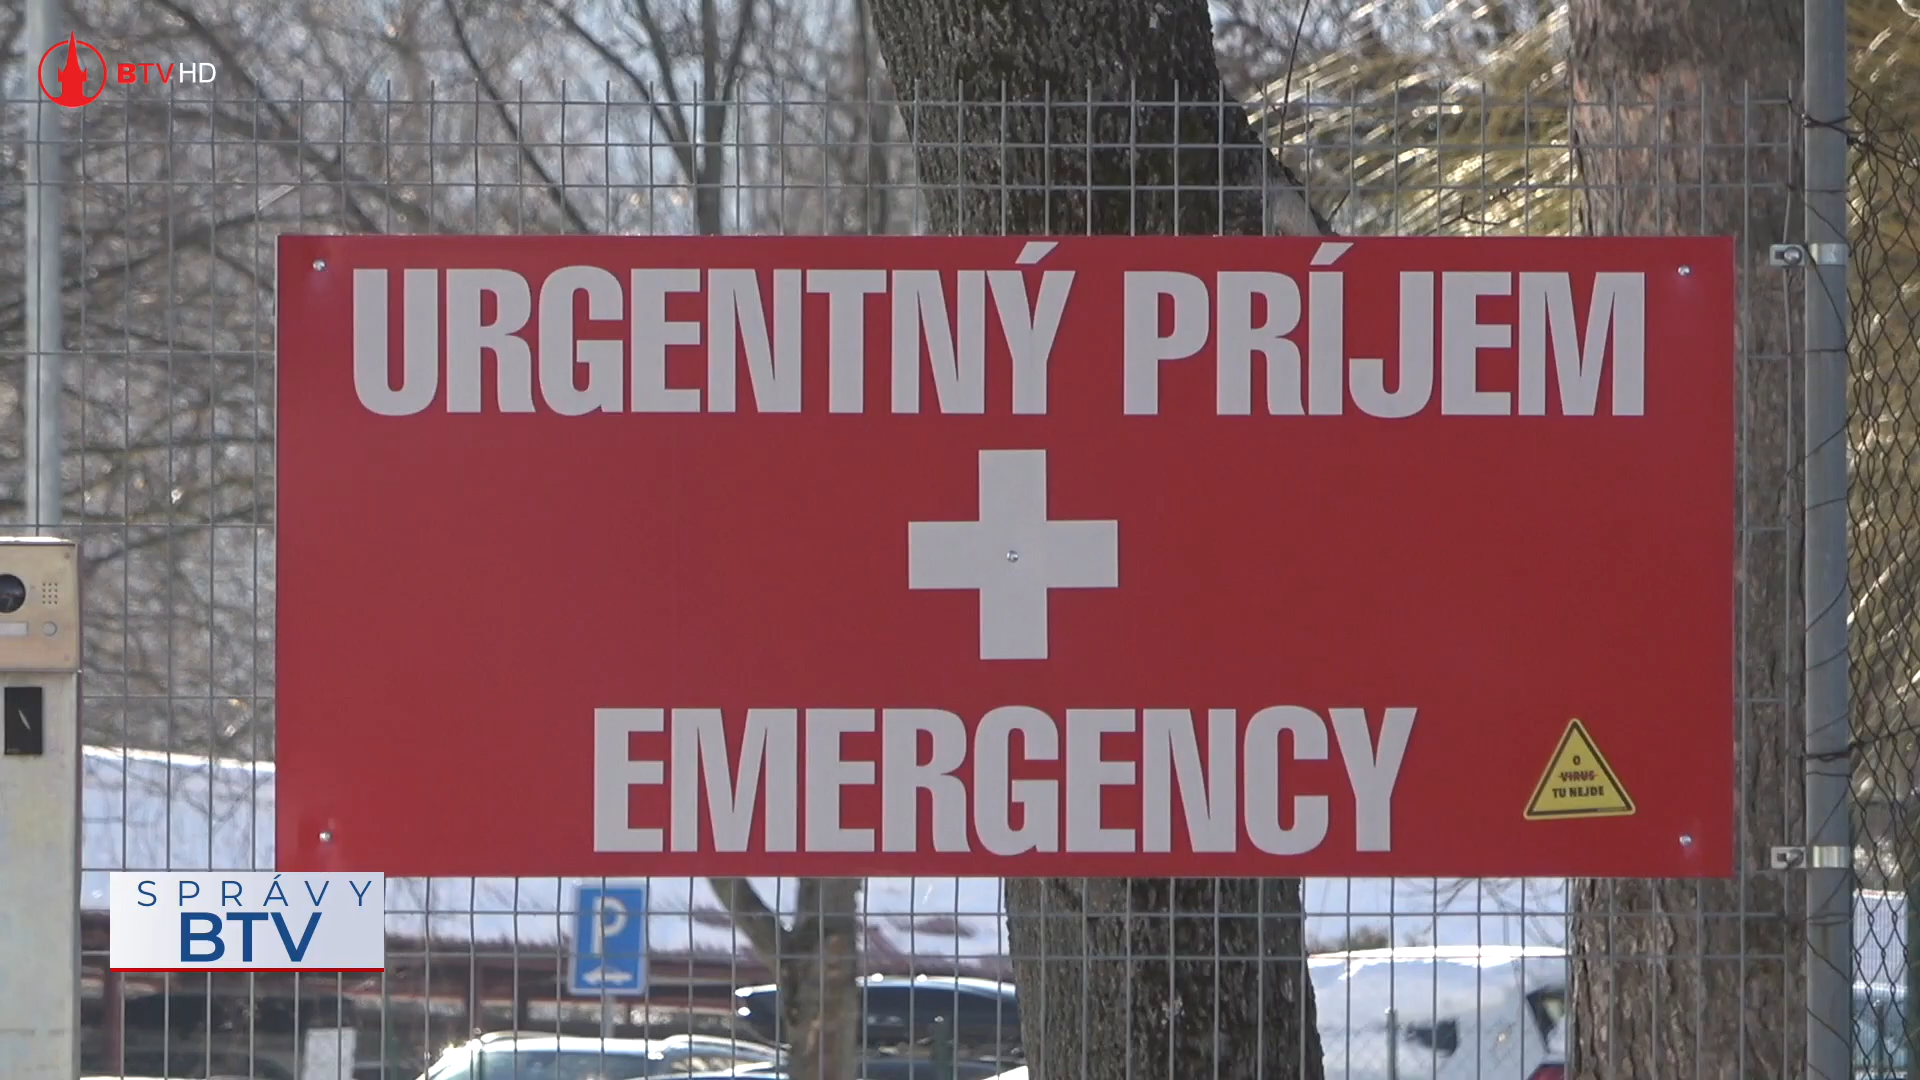 BTV HD
URGENTNÝ PRÍJEM
EMERGENCY
O
VIRUS
TU NEJDE
SPRÁVY
BTV
P